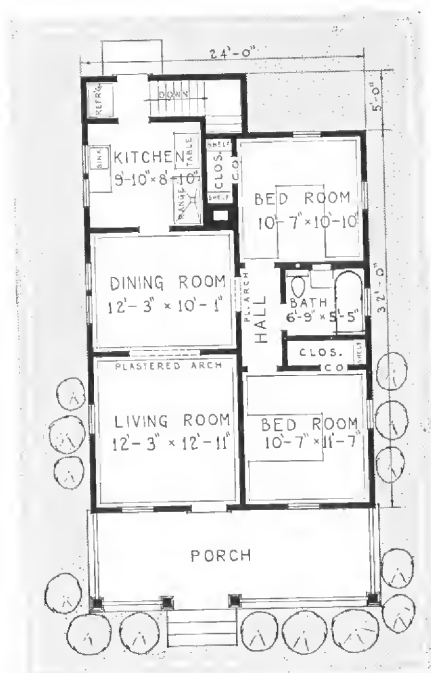 24'-0"
REFR'G
DOWN
5'-0"
KITCHEN
9'-10" × 8'-10"
SINK
TABLE
RANGE
SHELF
CLOS.
SHELF
C.O.
BED ROOM
10'-7" × 10'-10"
DINING ROOM
12'-3" × 10'-1"
PL. ARCH
HALL
BATH
6'-9" × 5'-5"
32'-0"
CLOS.
SHELF
C.O.
PLASTERED ARCH
LIVING ROOM
12'-3" × 12'-11"
BED ROOM
10'-7" × 11'-7"
PORCH